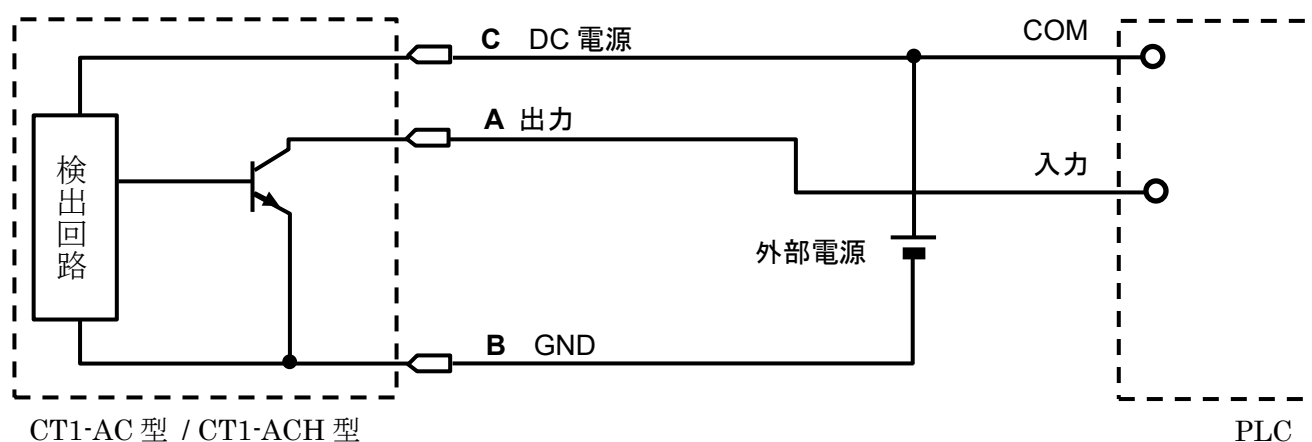 C DC 電源
COM
A 出力
入力
検出回路
外部電源
B GND
CT1-AC 型 / CT1-ACH 型
PLC